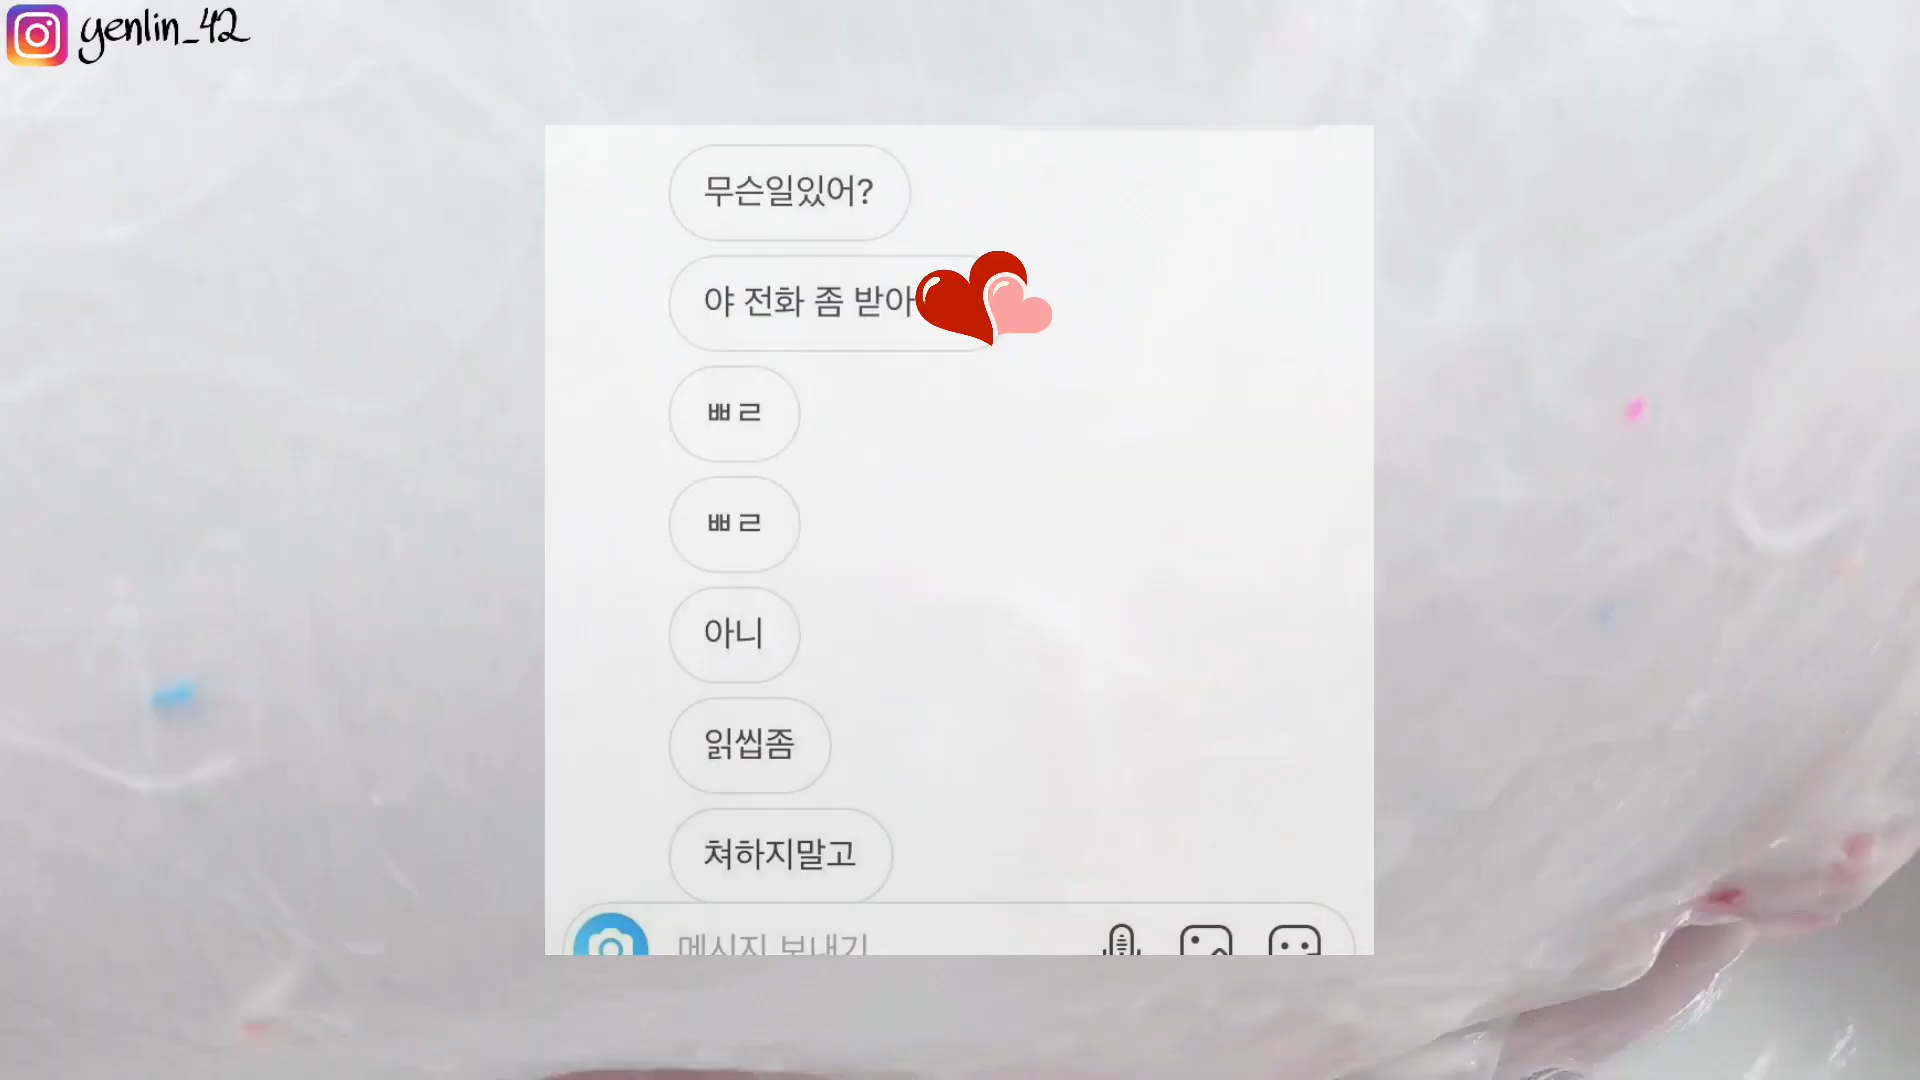 yenlin_42
무슨일있어?
야 전화 좀 받아
ㅃㄹ
ㅃㄹ
아니
읽씹좀
쳐하지말고
메시지 보내기